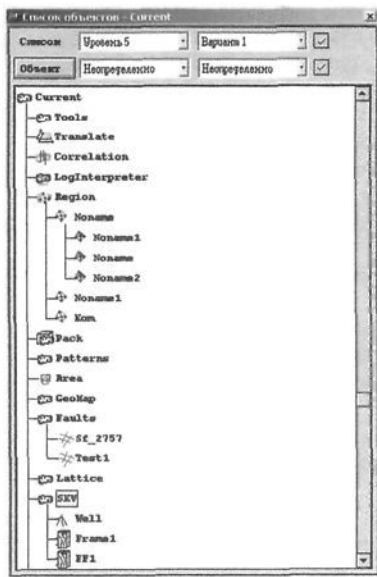 Список объектов - Current
Список Уровень 5 Вариант 1
Объект Неопределенно Неопределенно
Current
Tools
Translate
Correlation
LogInterpreter
Region
Noname
Noname1
Noname
Noname2
Noname1
Kom
Pack
Patterns
Area
GeoMap
Faults
Sf_2757
Test1
Lattice
SKV
Well
Frame1
FF1